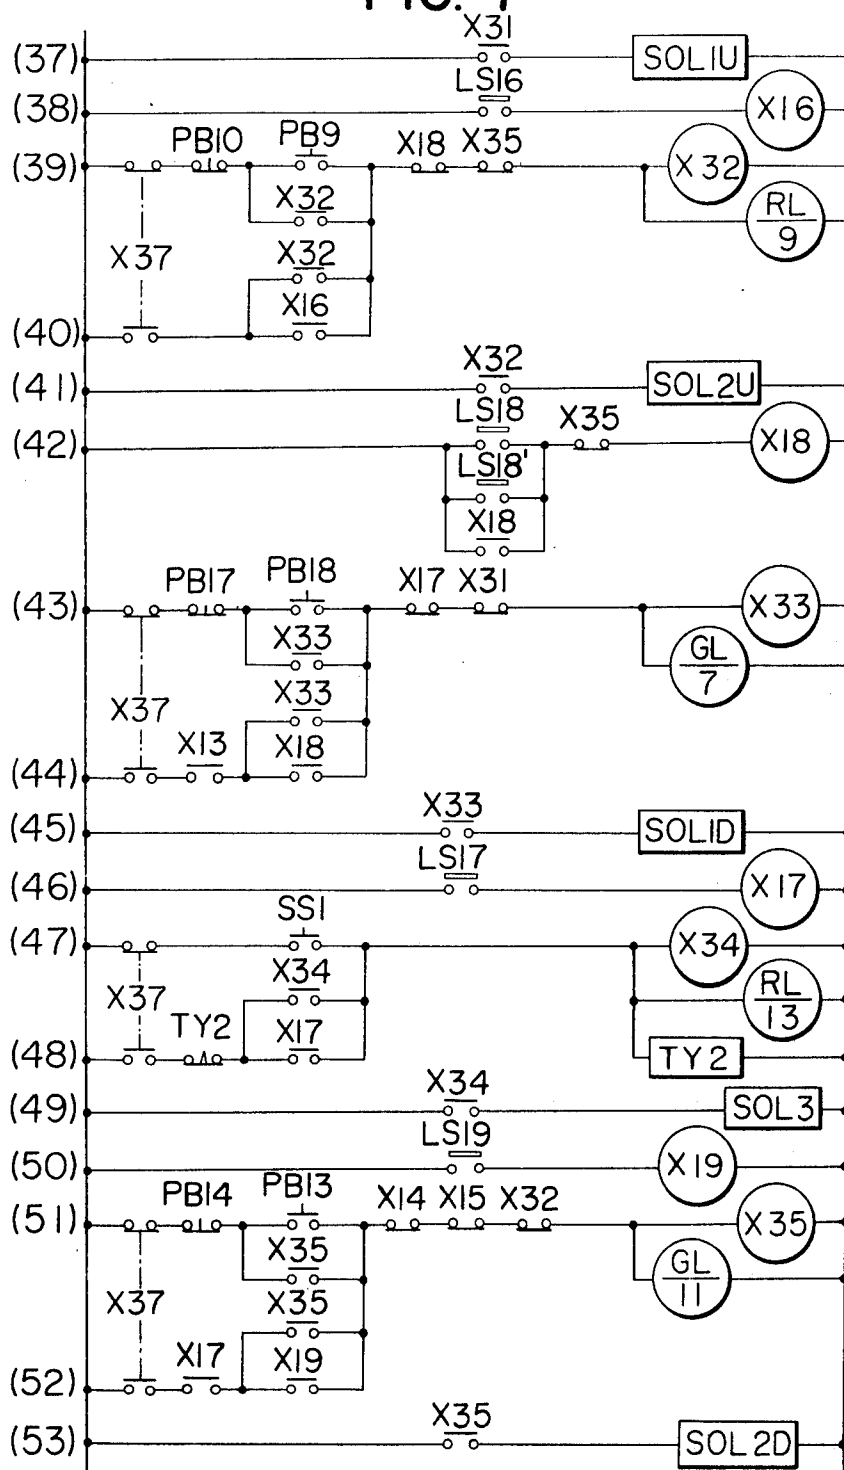 FIG. 7
X31
(37) SOL1U
LS16
(38) X16
PB10 PB9 X18 X35
(39) X32
X32 RL
9
X37 X32
X16
(40)
X32
(41) SOL2U
LS18 X35
(42) X18
LS18'
X18
PB17 PB18 X17 X31
(43) X33
X33 GL
7
X37 X33
X13 X18
(44)
X33
(45) SOL1D
LS17
(46) X17
SS1
(47) X34
X34 RL
13
X37 TY2 X17
(48) TY2
X34
(49) SOL3
LS19
(50) X19
PB14 PB13 X14 X15 X32
(51) X35
X35 GL
11
X37 X35
X17 X19
(52)
X35
(53) SOL2D